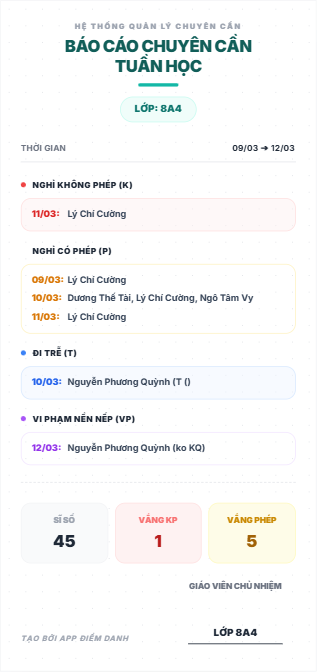 HỆ THỐNG QUẢN LÝ CHUYÊN CẦN
BÁO CÁO CHUYÊN CẦN
TUẦN HỌC
LỚP: 8A4
THỜI GIAN 09/03 ➔ 12/03
NGHỈ KHÔNG PHÉP (K)
11/03: Lý Chí Cường
NGHỈ CÓ PHÉP (P)
09/03: Lý Chí Cường
10/03: Dương Thế Tài, Lý Chí Cường, Ngô Tâm Vy
11/03: Lý Chí Cường
ĐI TRỄ (T)
10/03: Nguyễn Phương Quỳnh (T ()
VI PHẠM NỀN NẾP (VP)
12/03: Nguyễn Phương Quỳnh (ko KQ)
SĨ SỐ VẮNG KP VẮNG PHÉP
45 1 5
GIÁO VIÊN CHỦ NHIỆM
TẠO BỞI APP ĐIỂM DANH LỚP 8A4